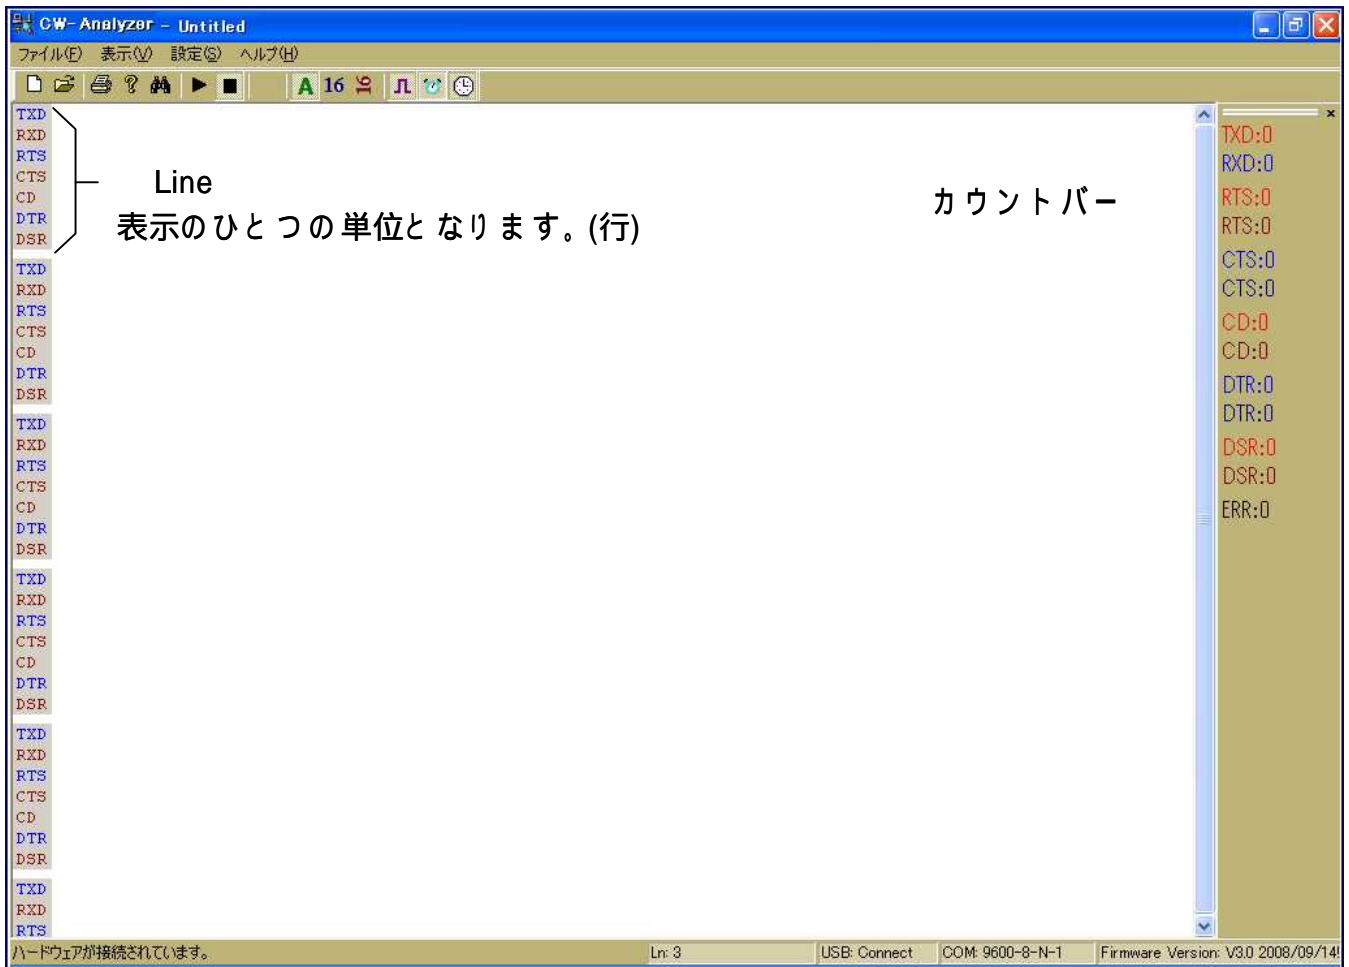 CW-Analyzer - Untitled
ファイル(F) 表示(V) 設定(S) ヘルプ(H)
A 16 10
TXD
RXD
RTS
CTS
CD
DTR
DSR
Line
表示のひとつの単位となります。(行)
カウントバー
TXD
RXD
RTS
CTS
CD
DTR
DSR
TXD
RXD
RTS
CTS
CD
DTR
DSR
TXD
RXD
RTS
CTS
CD
DTR
DSR
TXD
RXD
RTS
CTS
CD
DTR
DSR
TXD
RXD
RTS
TXD:0
RXD:0
RTS:0
RTS:0
CTS:0
CTS:0
CD:0
CD:0
DTR:0
DTR:0
DSR:0
DSR:0
ERR:0
ハードウェアが接続されています。 Ln: 3 USB: Connect COM: 9600-8-N-1 Firmware Version: V3.0 2008/09/14